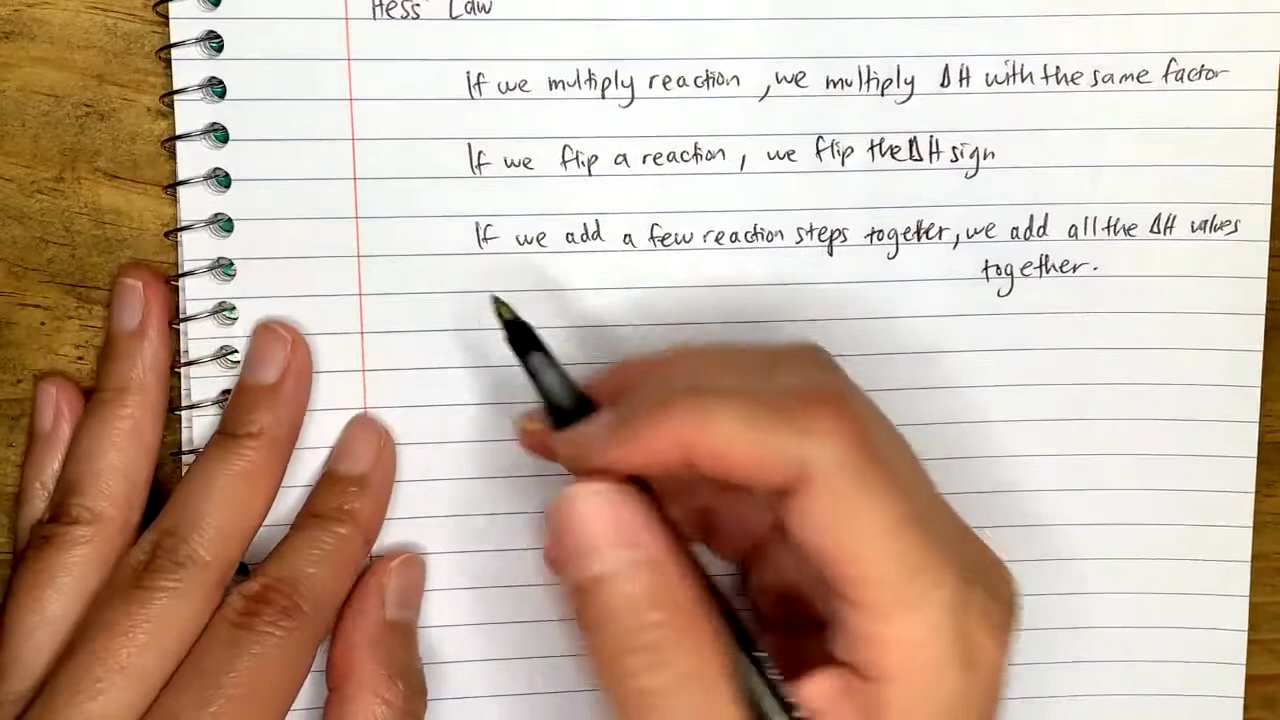 Hess' Law
If we multiply reaction, we multiply ΔH with the same factor
If we flip a reaction, we flip the ΔH sign
If we add a few reaction steps together, we add all the ΔH values
together.